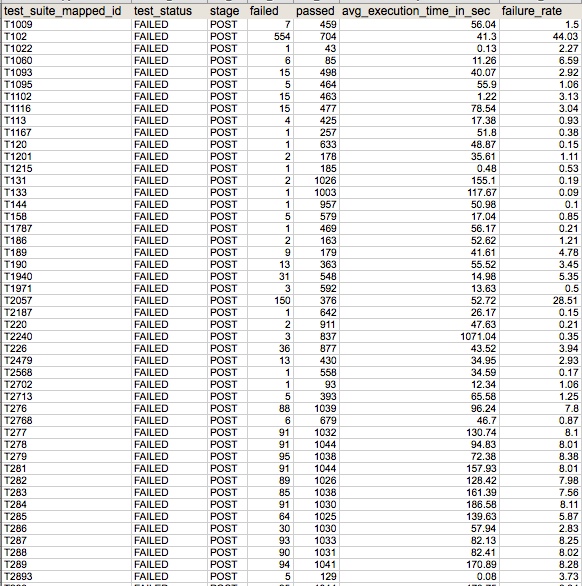 test_suite_mapped_id test_status stage failed passed avg_execution_time_in_sec failure_rate
T1009 FAILED POST 7 459 56.04 1.5
T102 FAILED POST 554 704 41.3 44.03
T1022 FAILED POST 1 43 0.13 2.27
T1060 FAILED POST 6 85 11.26 6.59
T1093 FAILED POST 15 498 40.07 2.92
T1095 FAILED POST 5 464 55.9 1.06
T1102 FAILED POST 15 463 1.22 3.13
T1116 FAILED POST 15 477 78.54 3.04
T113 FAILED POST 4 425 17.38 0.93
T1167 FAILED POST 1 257 51.8 0.38
T120 FAILED POST 1 633 48.87 0.15
T1201 FAILED POST 2 178 35.61 1.11
T1215 FAILED POST 1 185 0.48 0.53
T131 FAILED POST 2 1026 155.1 0.19
T133 FAILED POST 1 1003 117.67 0.09
T144 FAILED POST 1 957 50.98 0.1
T158 FAILED POST 5 579 17.04 0.85
T1787 FAILED POST 1 469 56.17 0.21
T186 FAILED POST 2 163 52.62 1.21
T189 FAILED POST 9 179 41.61 4.78
T190 FAILED POST 13 363 55.52 3.45
T1940 FAILED POST 31 548 14.98 5.35
T1971 FAILED POST 3 592 13.63 0.5
T2057 FAILED POST 150 376 52.72 28.51
T2187 FAILED POST 1 642 26.17 0.15
T220 FAILED POST 2 911 47.63 0.21
T2240 FAILED POST 3 837 1071.04 0.35
T226 FAILED POST 36 877 43.52 3.94
T2479 FAILED POST 13 430 34.95 2.93
T2568 FAILED POST 1 558 34.59 0.17
T2702 FAILED POST 1 93 12.34 1.06
T2713 FAILED POST 5 393 65.58 1.25
T276 FAILED POST 88 1039 96.24 7.8
T2768 FAILED POST 6 679 46.7 0.87
T277 FAILED POST 91 1032 130.74 8.1
T278 FAILED POST 91 1044 94.83 8.01
T279 FAILED POST 95 1038 72.38 8.38
T281 FAILED POST 91 1044 157.93 8.01
T282 FAILED POST 89 1026 128.42 7.98
T283 FAILED POST 85 1038 161.39 7.56
T284 FAILED POST 91 1030 186.58 8.11
T285 FAILED POST 64 1025 139.63 5.87
T286 FAILED POST 30 1030 57.94 2.83
T287 FAILED POST 93 1033 82.13 8.25
T288 FAILED POST 90 1031 82.41 8.02
T289 FAILED POST 94 1041 170.89 8.28
T2893 FAILED POST 5 129 0.08 3.73